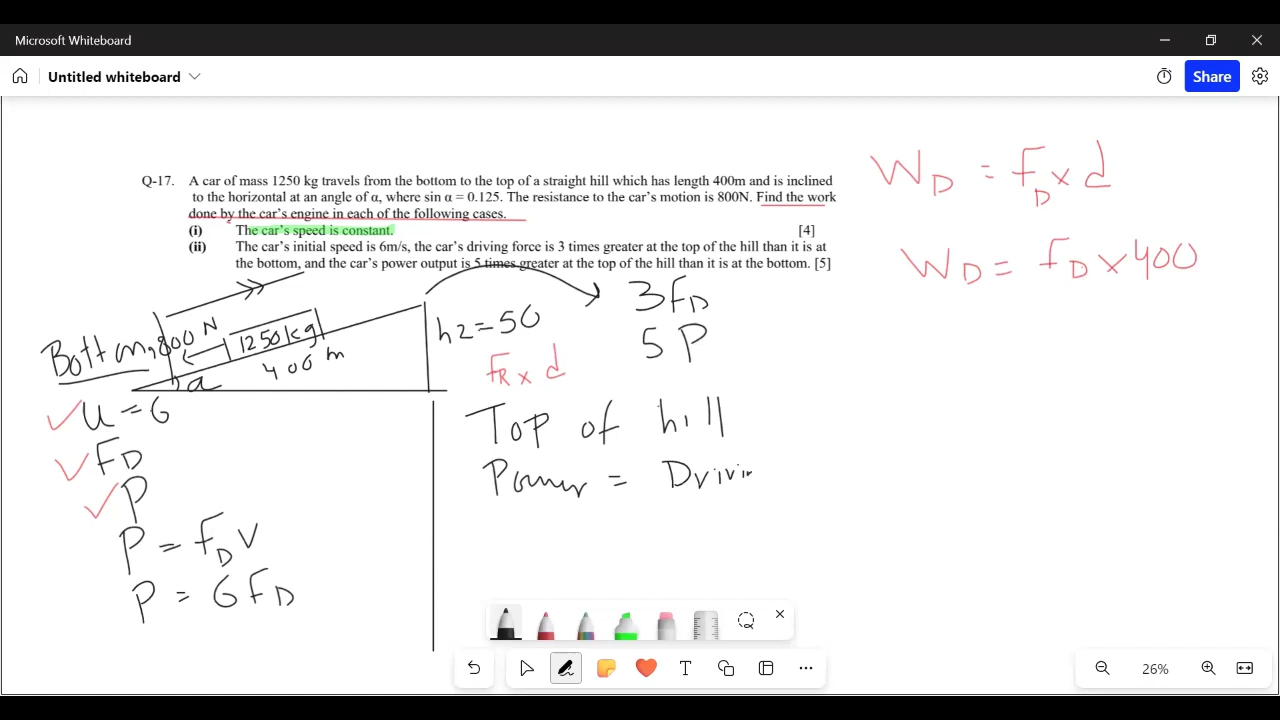 Microsoft Whiteboard
Untitled whiteboard
Share
Q-17. A car of mass 1250 kg travels from the bottom to the top of a straight hill which has length 400m and is inclined
to the horizontal at an angle of α, where sin α = 0.125. The resistance to the car's motion is 800N. Find the work
done by the car's engine in each of the following cases.
(i) The car's speed is constant. [4]
(ii) The car's initial speed is 6m/s, the car's driving force is 3 times greater at the top of the hill than it is at
the bottom, and the car's power output is 5 times greater at the top of the hill than it is at the bottom. [5]
W_D = F_D x d
W_D = F_D x 400
Bottom
800 N
1250 kg
400 m
a
h2 = 50
3F_D
5 P
F_R x d
u = 6
F_D
P
P = F_D V
P = 6 F_D
Top of hill
Power = Drivin
26%